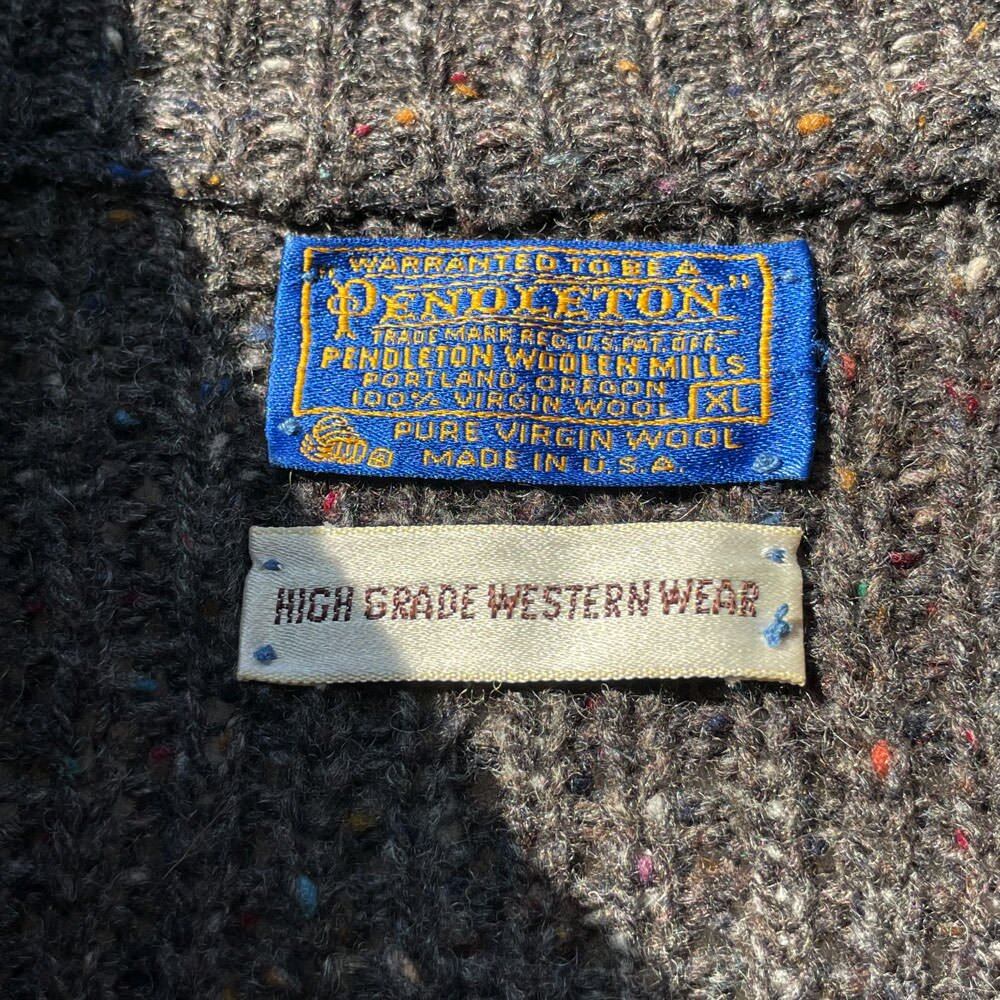 "WARRANTED TO BE A
PENDLETON"
TRADE MARK REG. U.S. PAT. OFF.
PENDLETON WOOLEN MILLS
PORTLAND, OREGON
100% VIRGIN WOOL XL
PURE VIRGIN WOOL
MADE IN U.S.A.
HIGH GRADE WESTERN WEAR